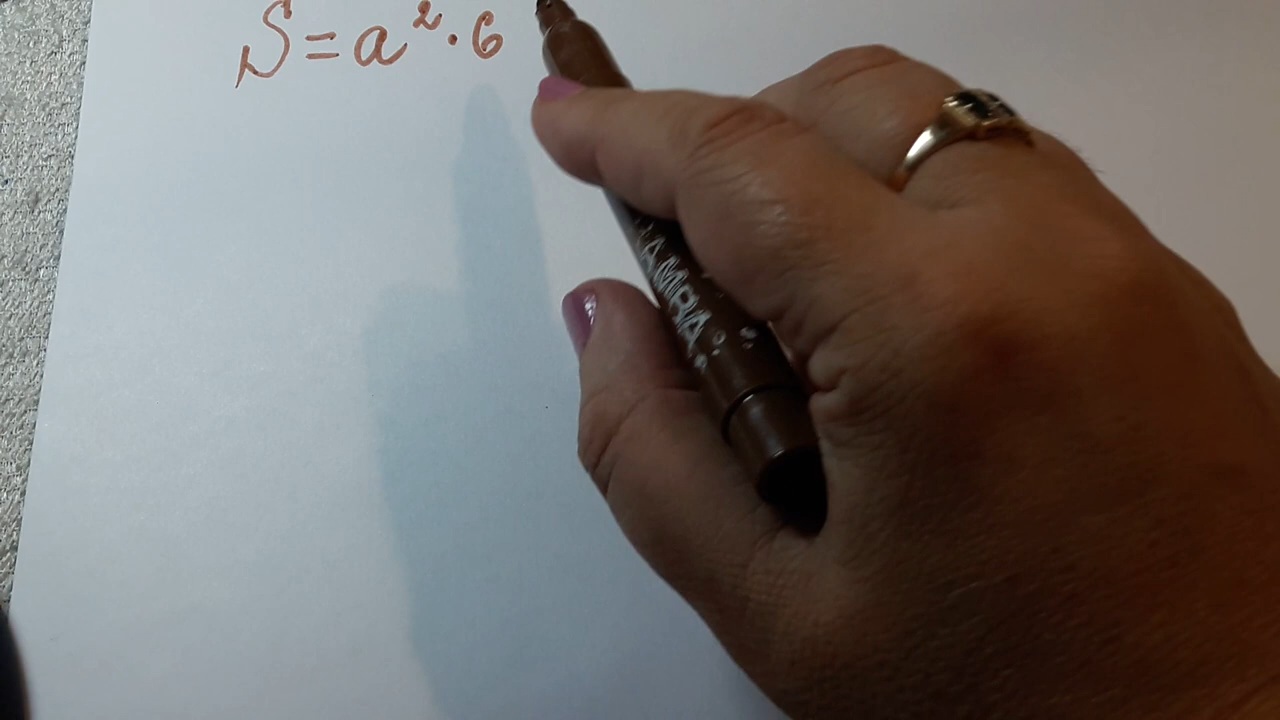 S = a² · 6